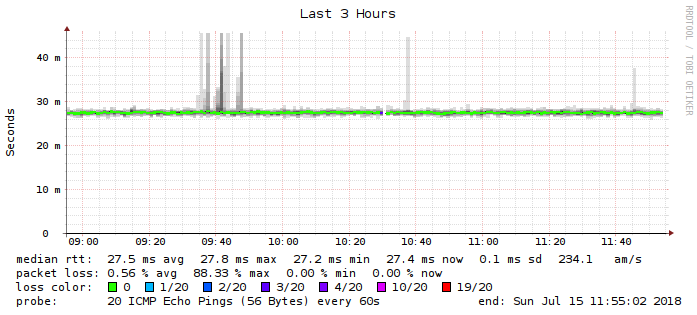 Last 3 Hours
RRDTOOL / TOBI OETIKER
Seconds
40 m
30 m
20 m
10 m
0
09:00 09:20 09:40 10:00 10:20 10:40 11:00 11:20 11:40
median rtt: 27.5 ms avg 27.8 ms max 27.2 ms min 27.4 ms now 0.1 ms sd 234.1 am/s
packet loss: 0.56 % avg 88.33 % max 0.00 % min 0.00 % now
loss color: 0 1/20 2/20 3/20 4/20 10/20 19/20
probe: 20 ICMP Echo Pings (56 Bytes) every 60s end: Sun Jul 15 11:55:02 2018